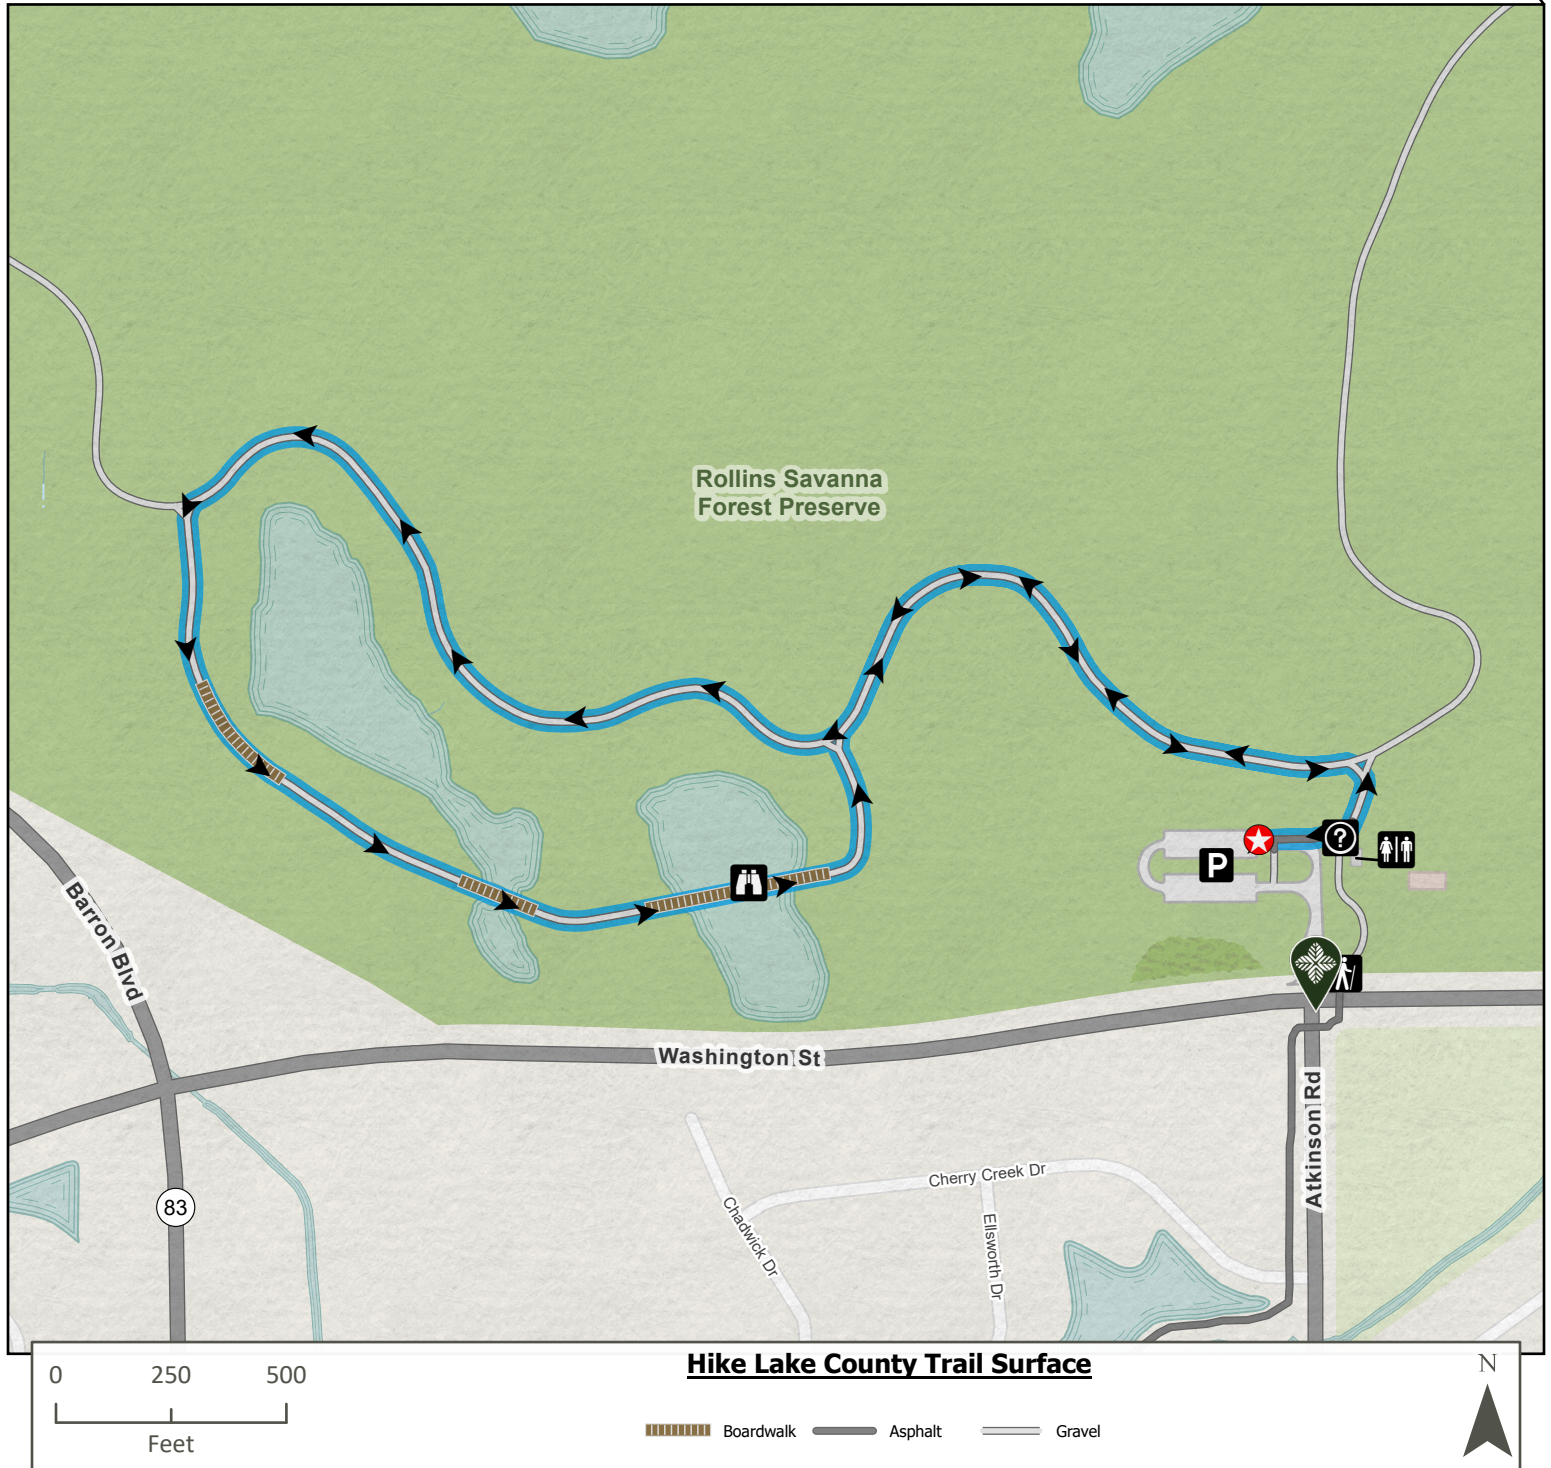 Rollins Savanna
Forest Preserve
?
P
Barron Blvd
Washington St
Atkinson Rd
Cherry Creek Dr
Chadwick Dr
Ellsworth Dr
83
Hike Lake County Trail Surface
0 250 500
Feet
Boardwalk Asphalt Gravel
N